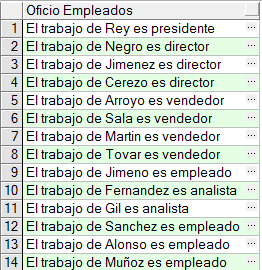 Oficio Empleados
1 El trabajo de Rey es presidente ...
2 El trabajo de Negro es director ...
3 El trabajo de Jimenez es director ...
4 El trabajo de Cerezo es director ...
5 El trabajo de Arroyo es vendedor ...
6 El trabajo de Sala es vendedor ...
7 El trabajo de Martin es vendedor ...
8 El trabajo de Tovar es vendedor ...
9 El trabajo de Jimeno es empleado ...
10 El trabajo de Fernandez es analista ...
11 El trabajo de Gil es analista ...
12 El trabajo de Sanchez es empleado ...
13 El trabajo de Alonso es empleado ...
14 El trabajo de Muñoz es empleado ...